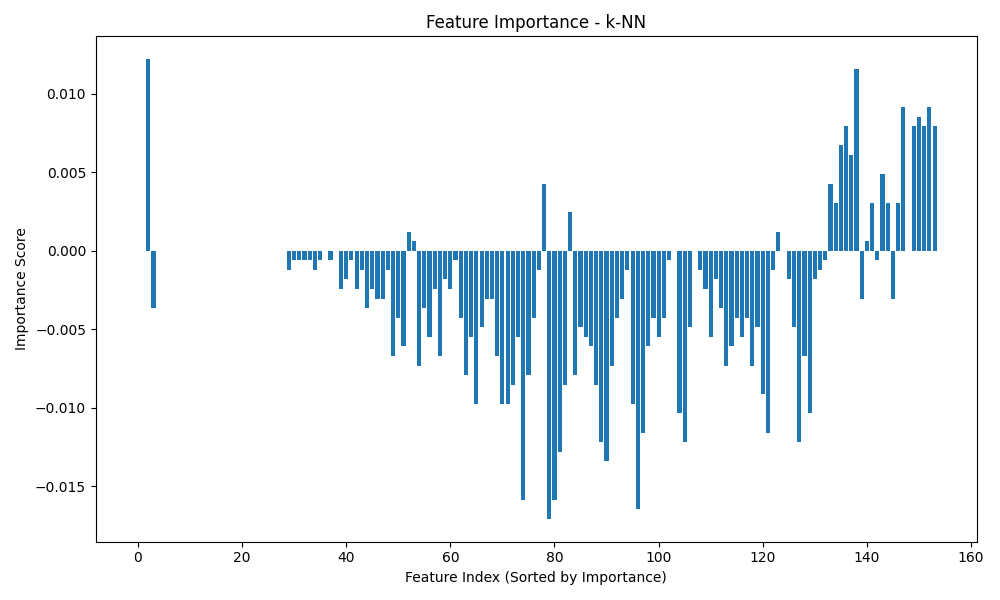 Feature Importance - k-NN
Importance Score
0.010
0.005
0.000
−0.005
−0.010
−0.015
0 20 40 60 80 100 120 140 160
Feature Index (Sorted by Importance)